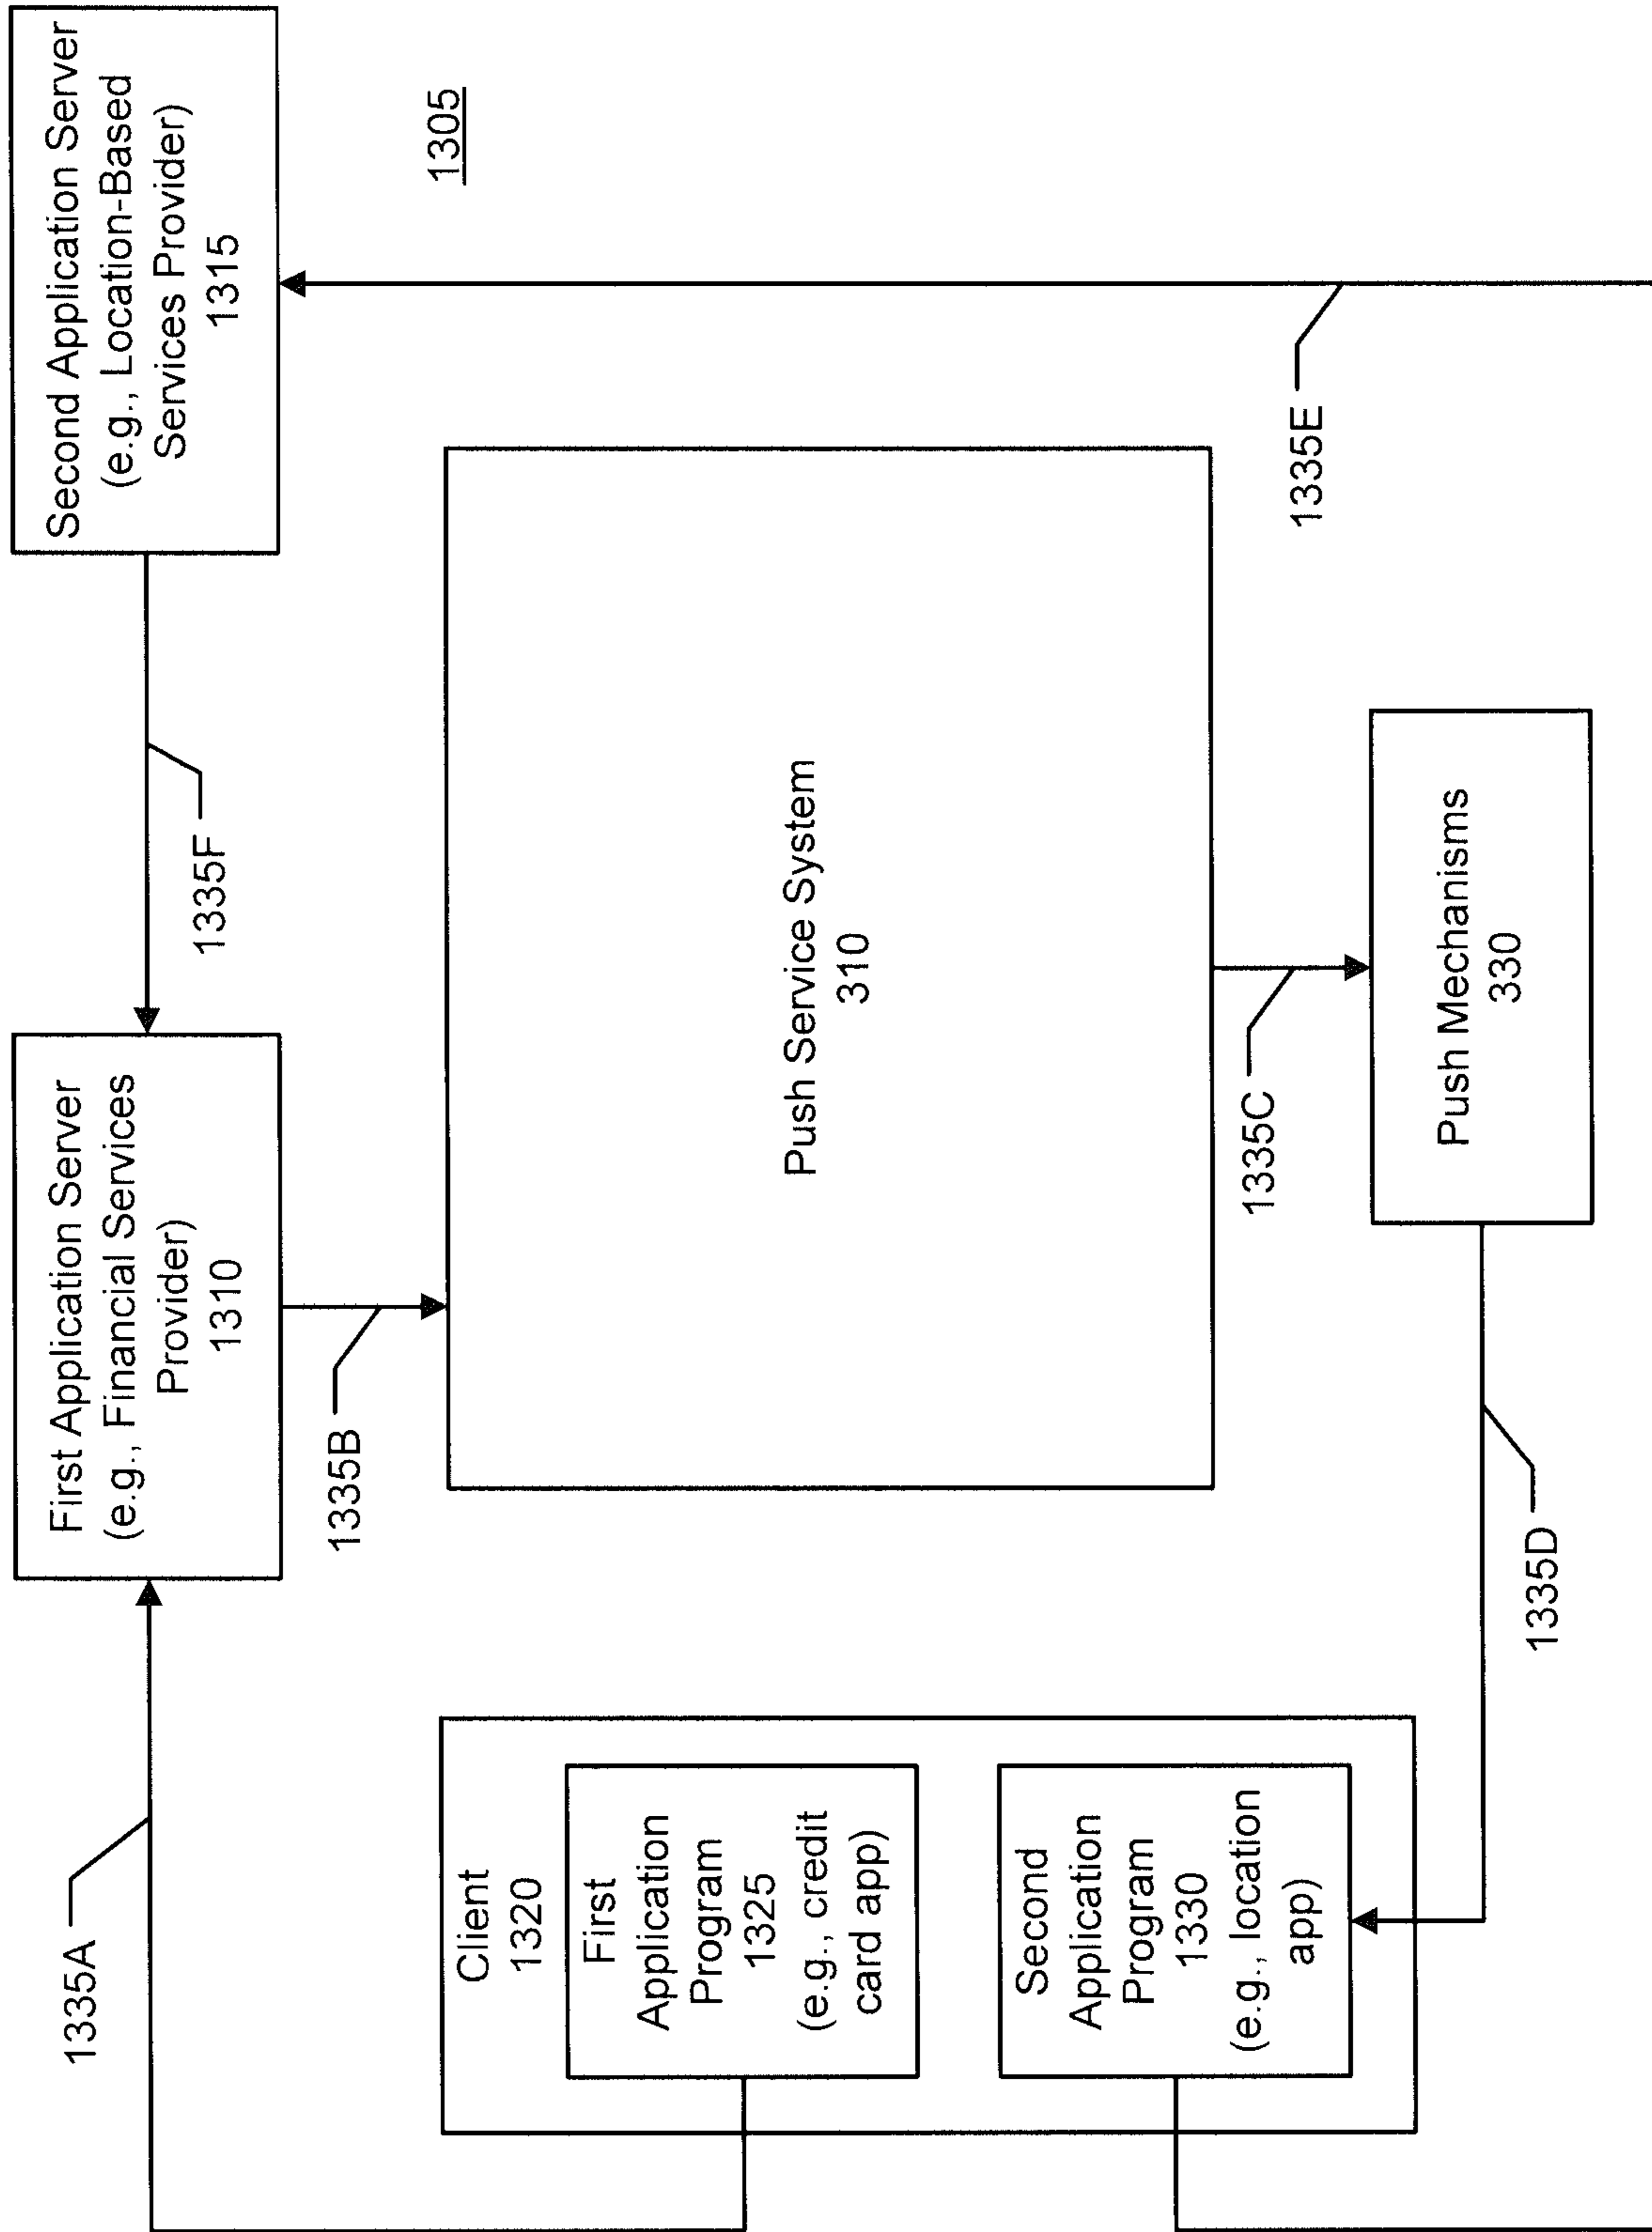 1335A
First Application Server
(e.g., Financial Services
Provider)
1310
1335F
Second Application Server
(e.g., Location-Based
Services Provider)
1315
1305
1335B
Client
1320
First
Application
Program
1325
(e.g., credit
card app)
Second
Application
Program
1330
(e.g., location
app)
Push Service System
310
1335C
1335E
Push Mechanisms
330
1335D